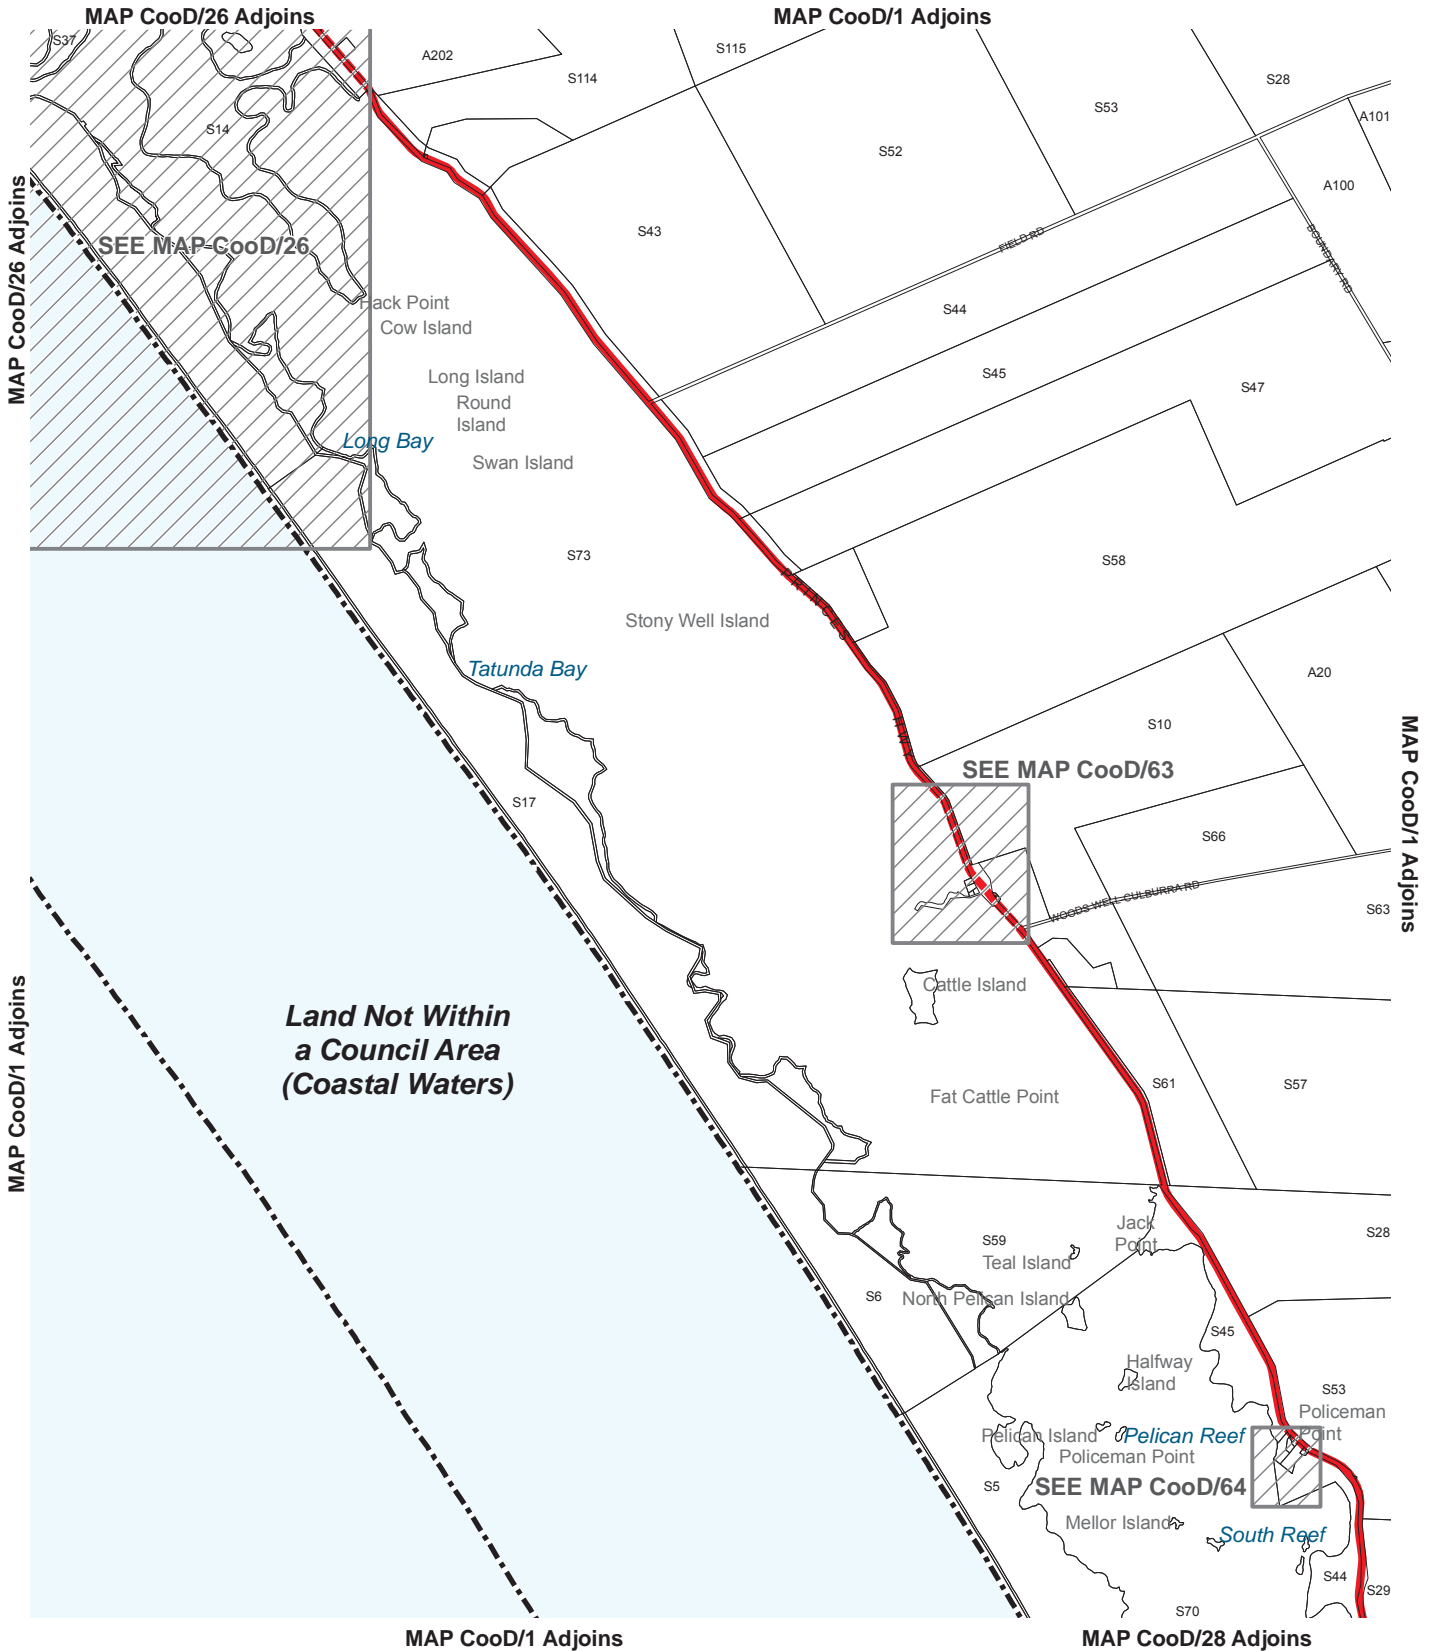 MAP CooD/26 Adjoins
MAP CooD/1 Adjoins
S37
A202
S115
S114
S28
S53
A101
S14
S52
A100
MAP CooD/26 Adjoins
SEE MAP CooD/26
S43
FIELD RD
BOUNDARY RD
Hack Point
Cow Island
S44
Long Island
S45
S47
Round
Island
Long Bay
Swan Island
S73
S58
PRINCES
Stony Well Island
Tatunda Bay
A20
S10
HWY
SEE MAP CooD/63
MAP CooD/1 Adjoins
S17
S66
WOODS WELL CULBURRA RD
S63
Cattle Island
MAP CooD/1 Adjoins
Land Not Within
a Council Area
(Coastal Waters)
Fat Cattle Point
S61
S57
Jack
Point
S59
S28
Teal Island
S6
North Pelican Island
S45
Halfway
Island
S53
Policeman
Point
Pelican Island
Pelican Reef
Policeman Point
S5
SEE MAP CooD/64
Mellor Island
South Reef
S44
S29
S70
MAP CooD/1 Adjoins
MAP CooD/28 Adjoins